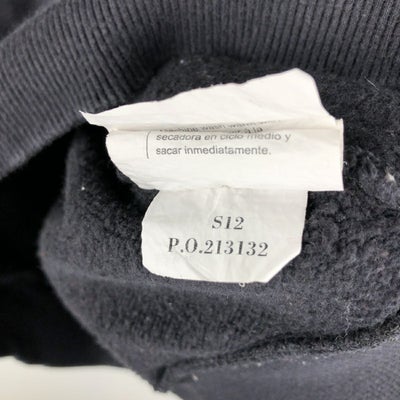 secadora en ciclo medio y
sacar inmediatamente.
S12
P.O.213132